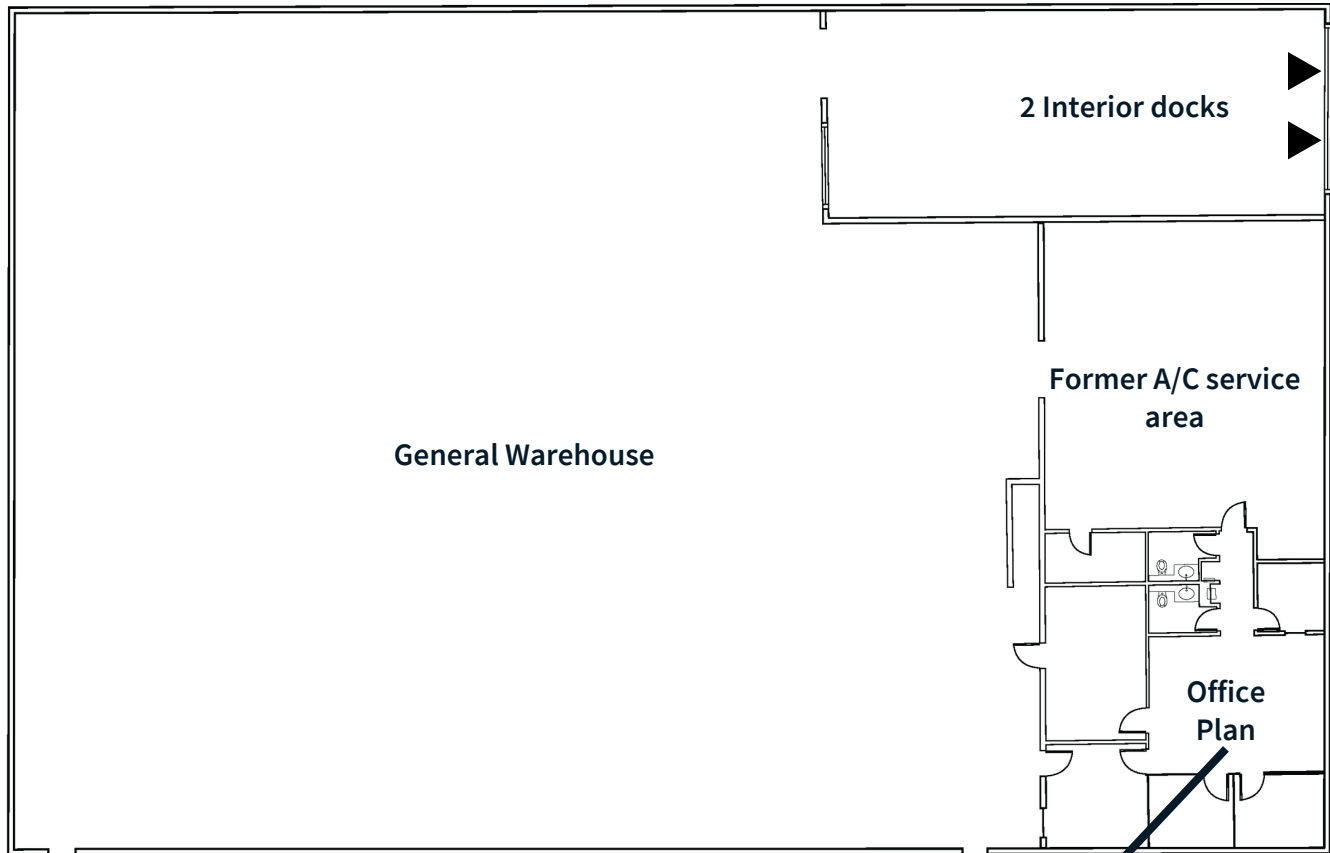 2 Interior docks
Former A/C service
area
General Warehouse
Office
Plan